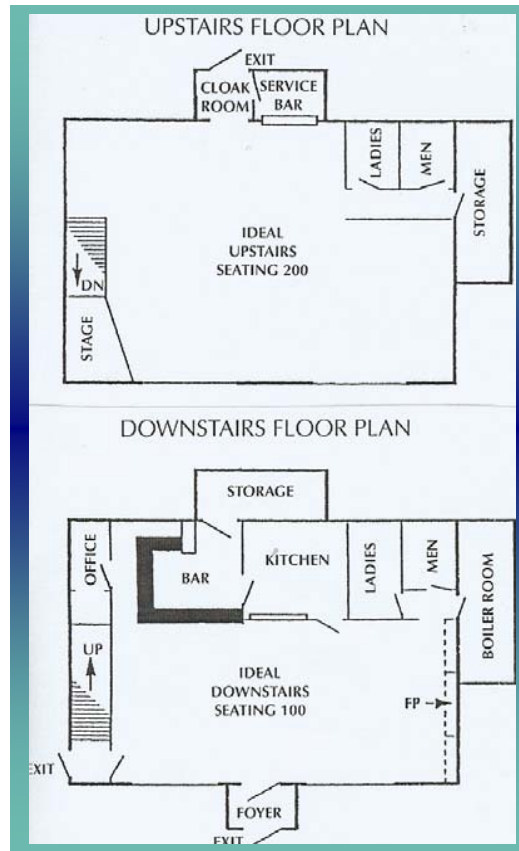 UPSTAIRS FLOOR PLAN
EXIT
CLOAK
ROOM
SERVICE
BAR
LADIES
MEN
STORAGE
IDEAL
UPSTAIRS
SEATING 200
DN
STAGE
DOWNSTAIRS FLOOR PLAN
STORAGE
OFFICE
BAR
KITCHEN
LADIES
MEN
BOILER ROOM
UP
IDEAL
DOWNSTAIRS
SEATING 100
FP
EXIT
FOYER
EXIT